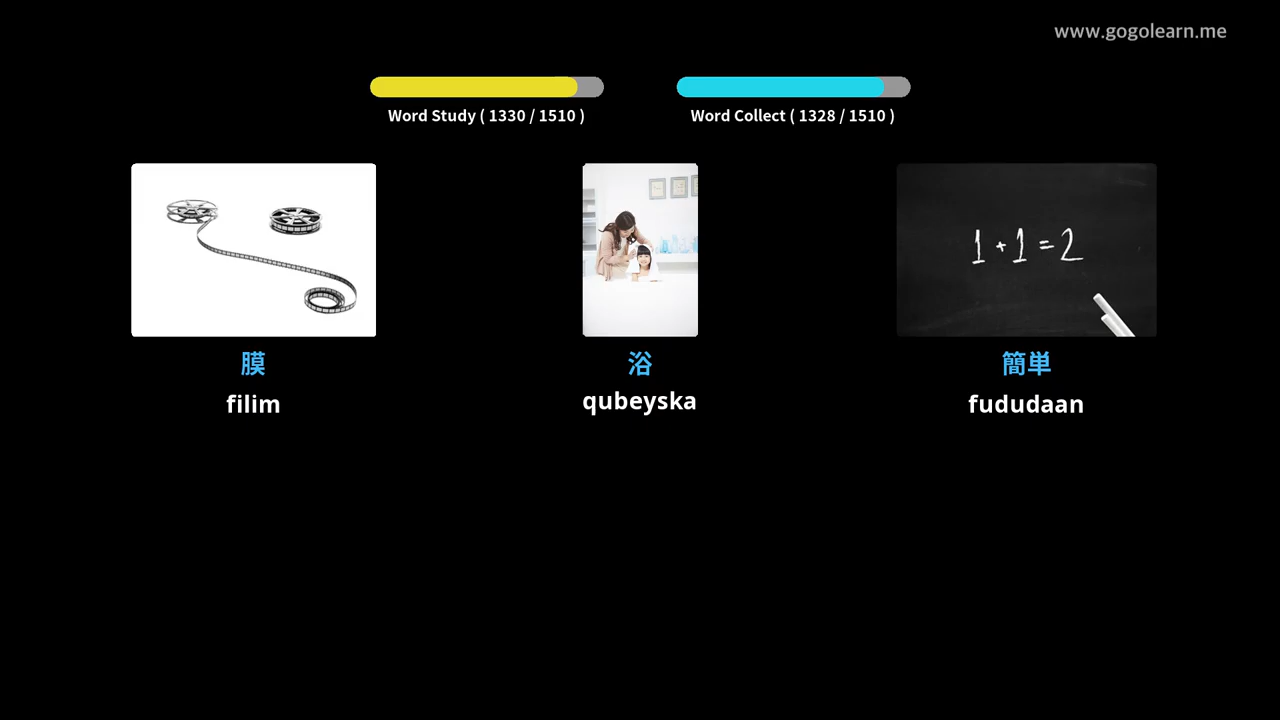 www.gogolearn.me
Word Study ( 1330 / 1510 )
Word Collect ( 1328 / 1510 )
1 + 1 = 2
膜
浴
簡単
filim
qubeyska
fududaan